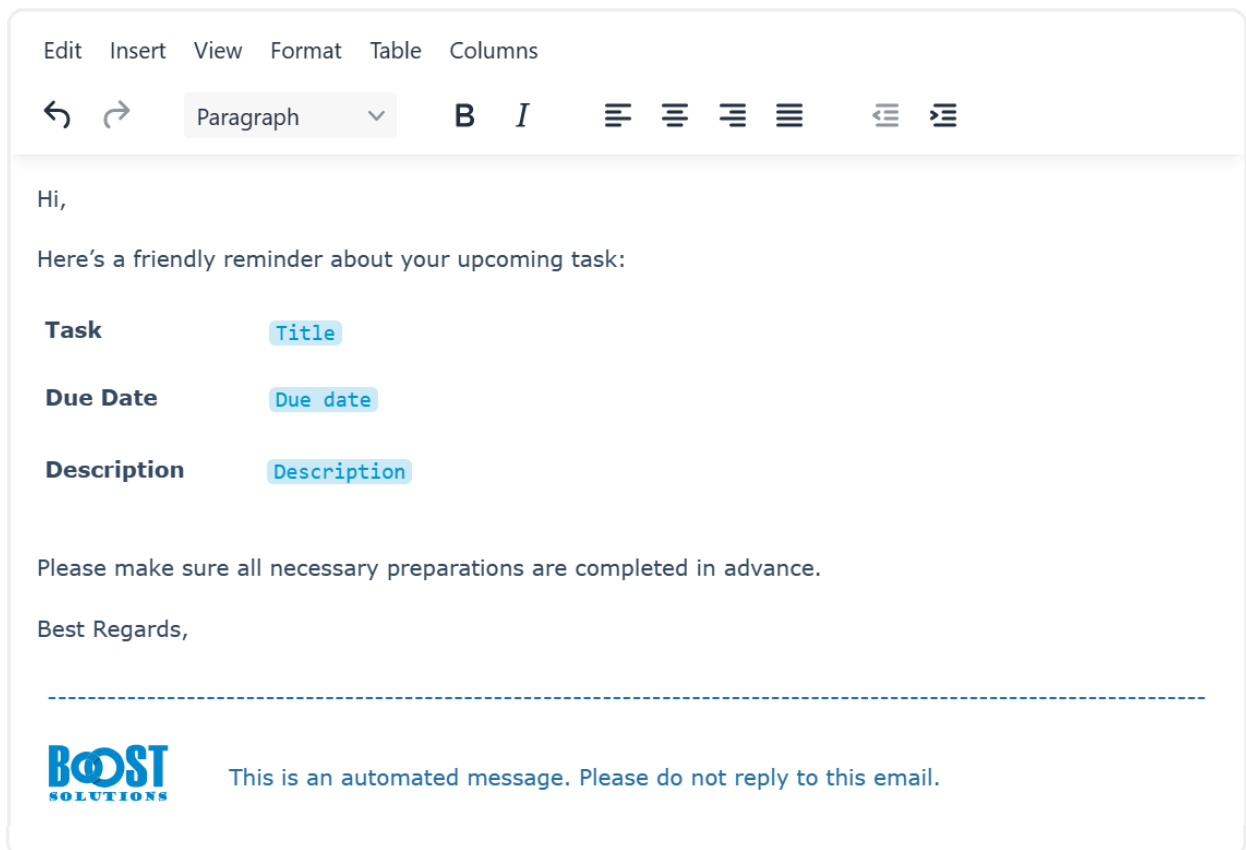 Edit Insert View Format Table Columns
Paragraph B I
Hi,
Here’s a friendly reminder about your upcoming task:
Task Title
Due Date Due date
Description Description
Please make sure all necessary preparations are completed in advance.
Best Regards,
BOOST
SOLUTIONS
This is an automated message. Please do not reply to this email.